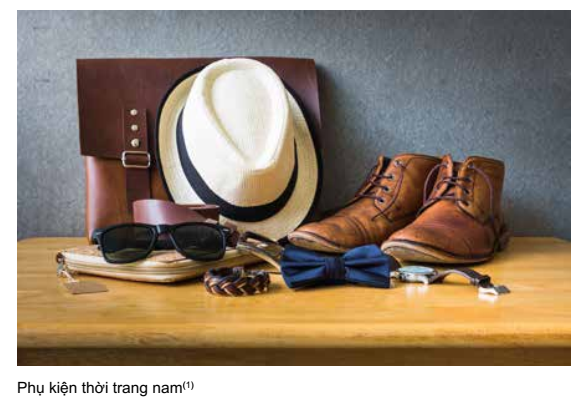 Phụ kiện thời trang nam⁽¹⁾